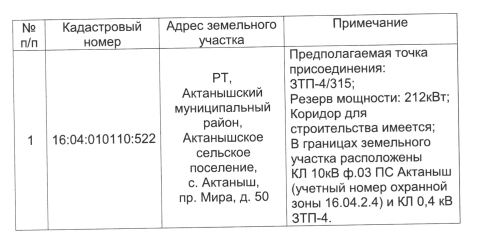 № п/п
Кадастровый номер
Адрес земельного участка
Примечание
1
16:04:010110:522
РТ,
Актанышский
муниципальный
район,
Актанышское
сельское
поселение,
с. Актаныш,
пр. Мира, д. 50
Предполагаемая точка
присоединения:
ЗТП-4/315;
Резерв мощности: 212кВт;
Коридор для
строительства имеется;
В границах земельного
участка расположены
КЛ 10кВ ф.03 ПС Актаныш
(учетный номер охранной
зоны 16.04.2.4) и КЛ 0,4 кВ
ЗТП-4.